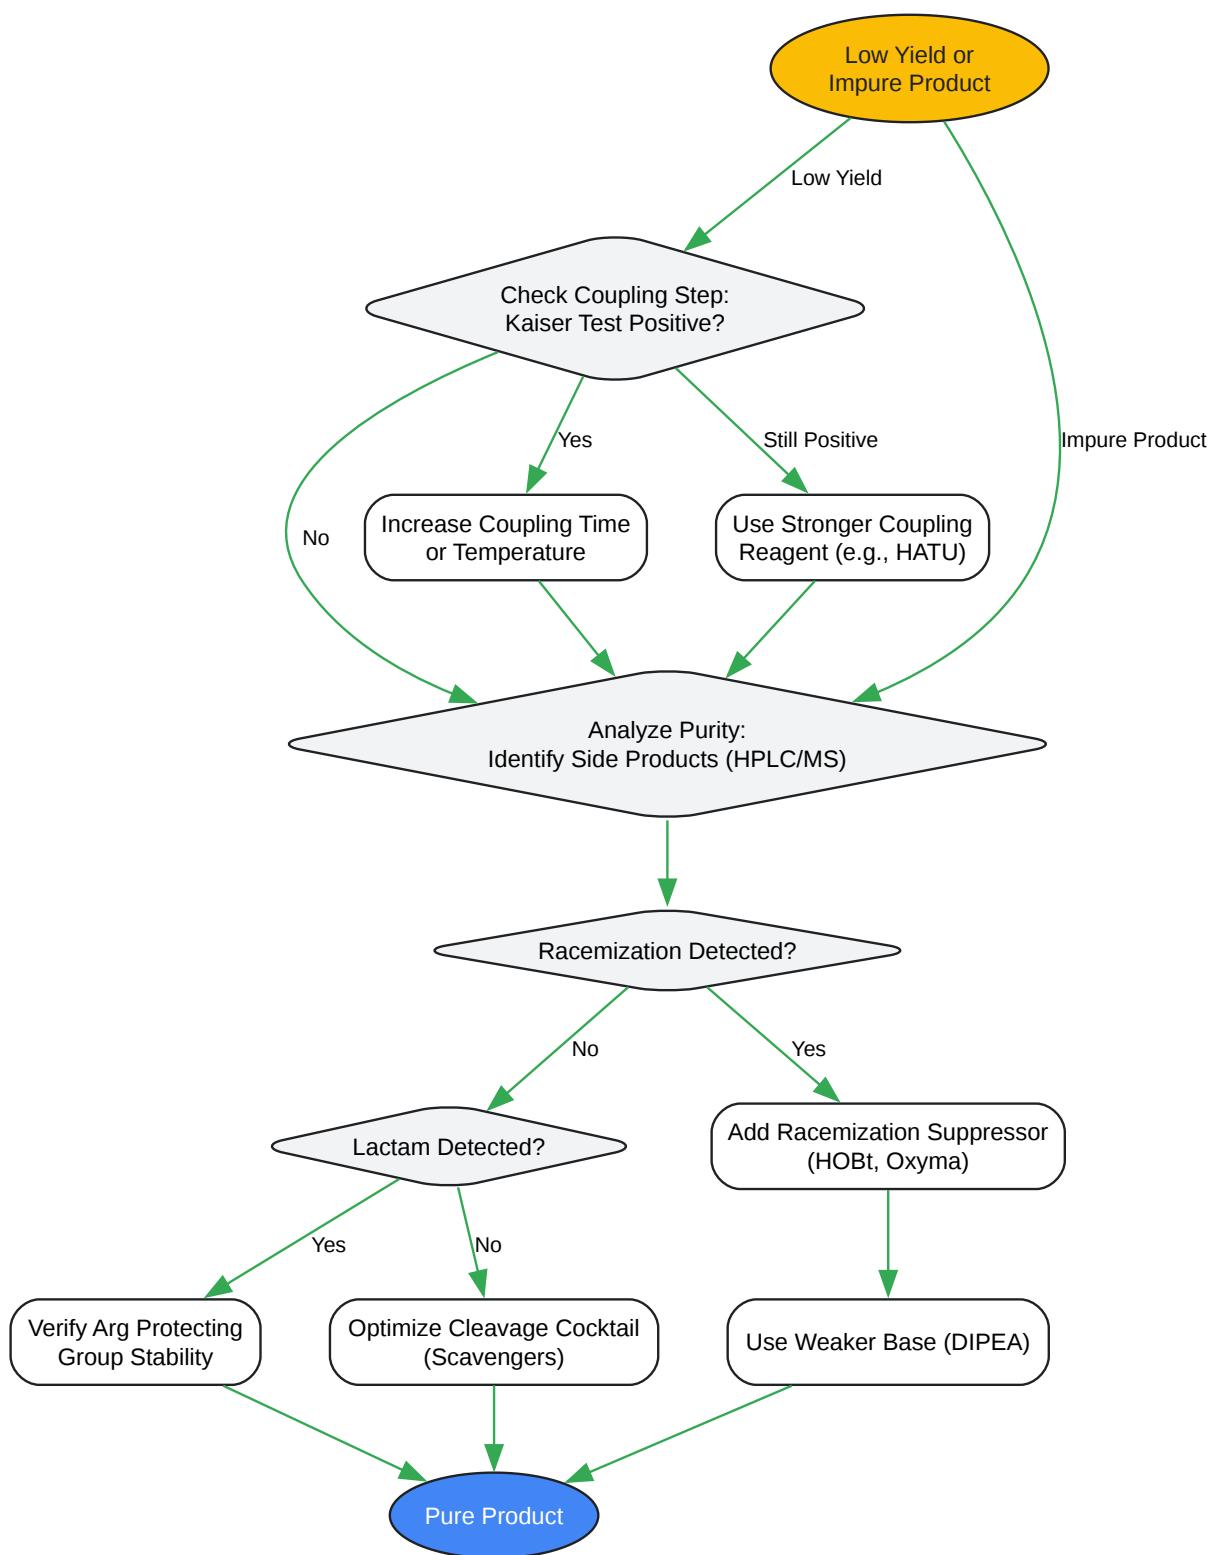 Low Yield or
Impure Product
Low Yield
Check Coupling Step:
Kaiser Test Positive?
Yes
Still Positive
Impure Product
No
Increase Coupling Time
or Temperature
Use Stronger Coupling
Reagent (e.g., HATU)
Analyze Purity:
Identify Side Products (HPLC/MS)
Racemization Detected?
No
Yes
Lactam Detected?
Add Racemization Suppressor
(HOBt, Oxyma)
Yes
No
Verify Arg Protecting
Group Stability
Optimize Cleavage Cocktail
(Scavengers)
Use Weaker Base (DIPEA)
Pure Product